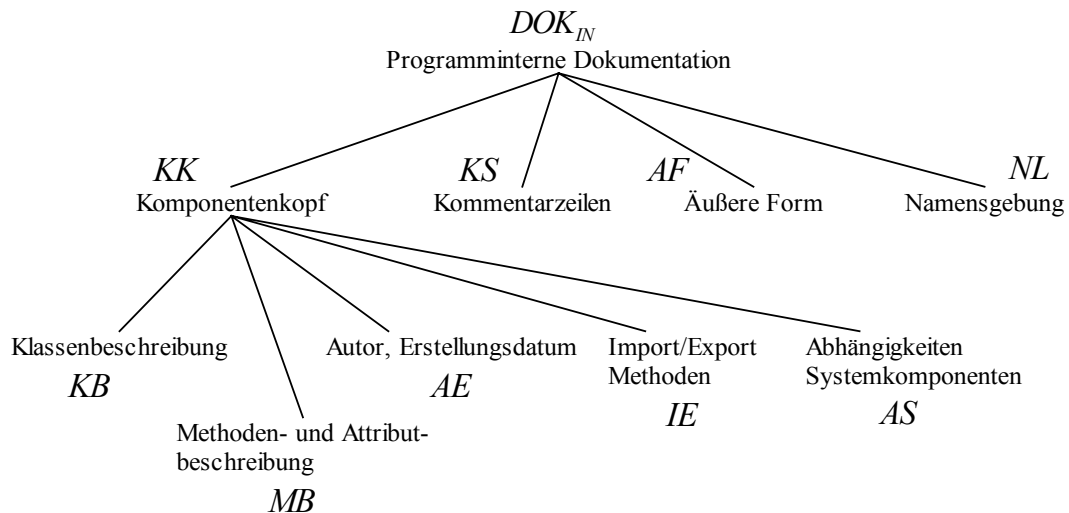 DOK_IN
Programminterne Dokumentation
KK
KS
AF
NL
Komponentenkopf
Kommentarzeilen
Äußere Form
Namensgebung
Klassenbeschreibung
KB
Autor, Erstellungsdatum
AE
Import/Export
Methoden
IE
Abhängigkeiten
Systemkomponenten
AS
Methoden- und Attribut-
beschreibung
MB